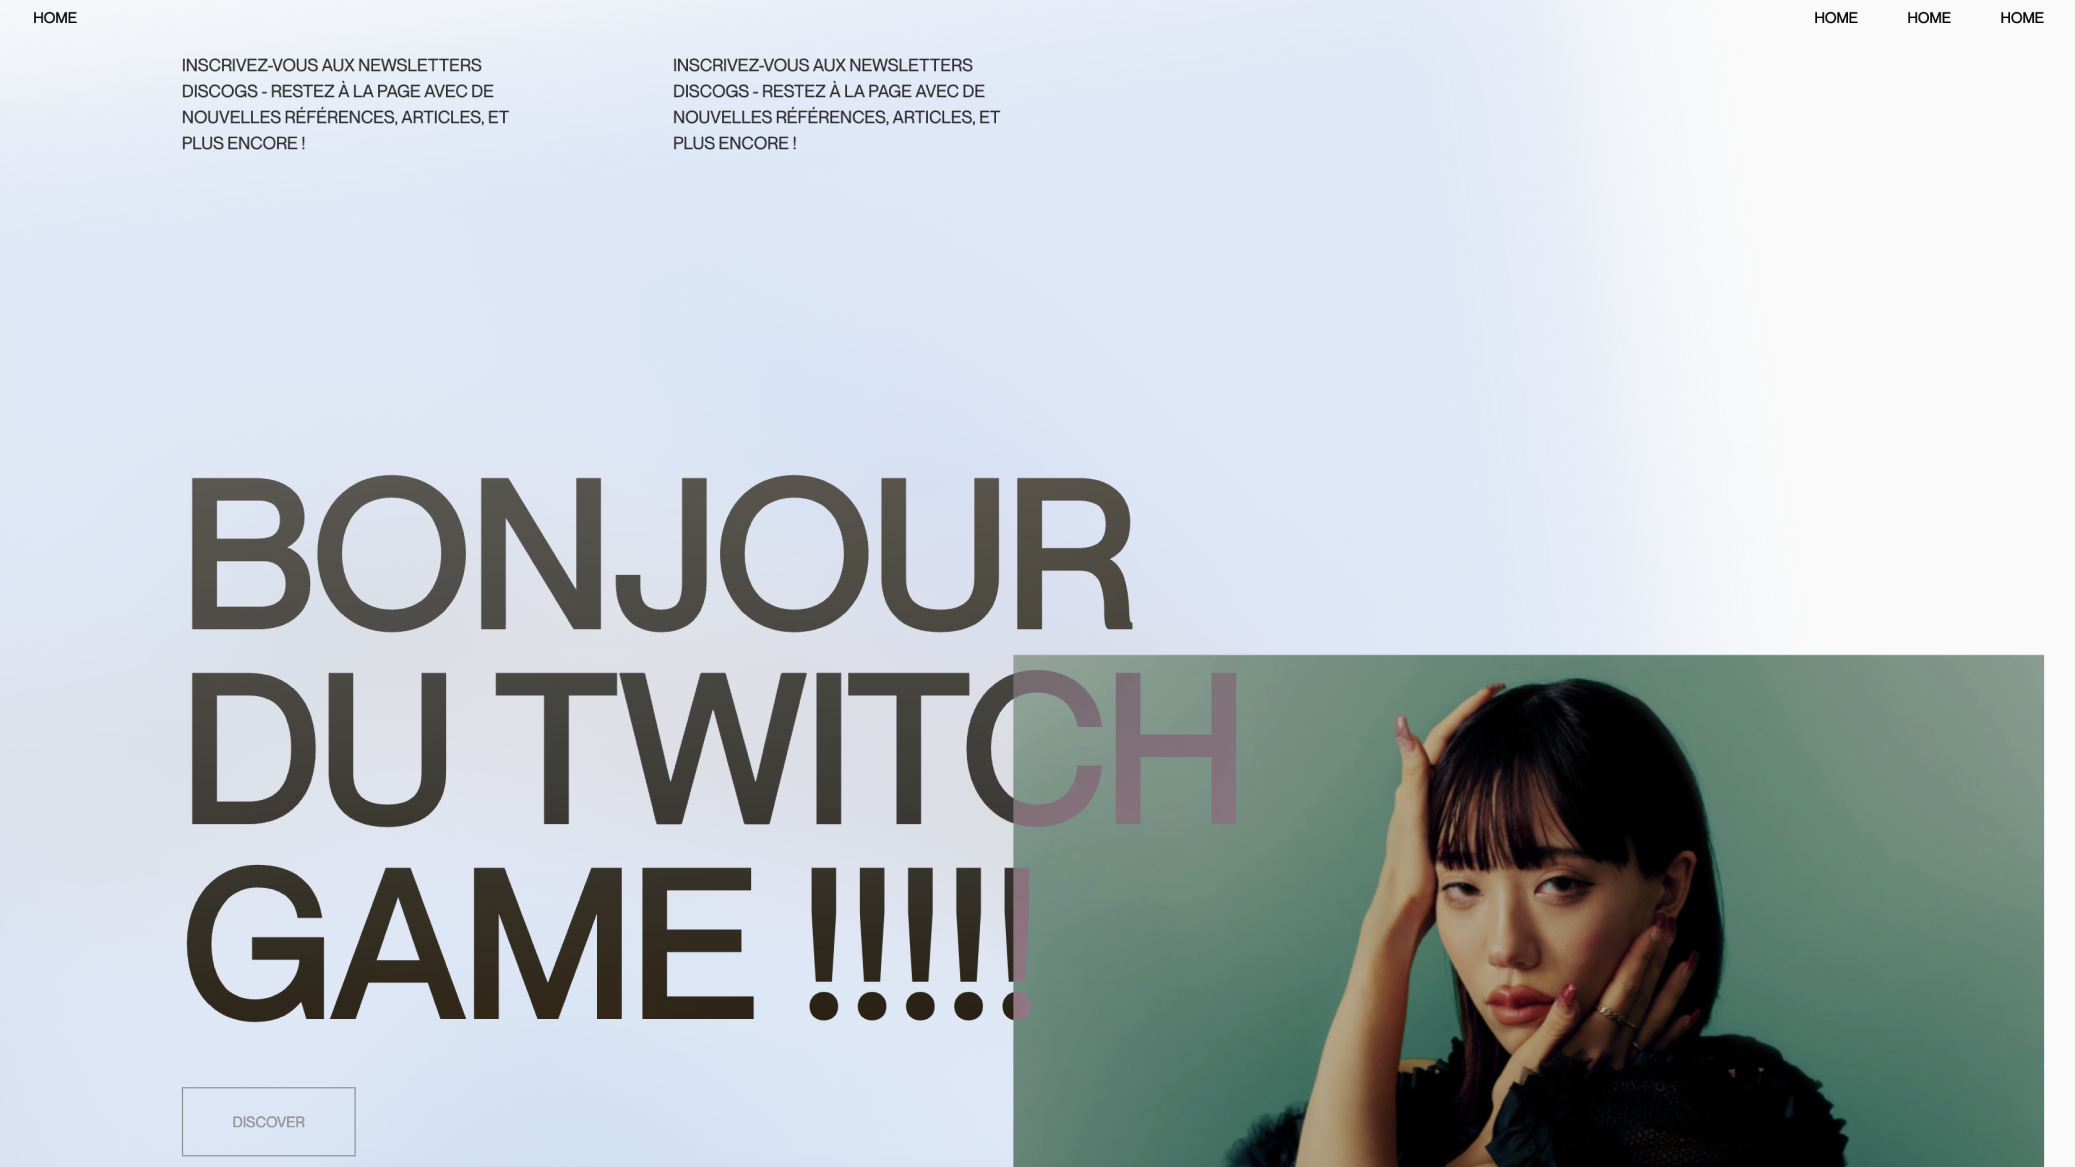 HOME
HOME
HOME
HOME
INSCRIVEZ-VOUS AUX NEWSLETTERS
DISCOGS - RESTEZ À LA PAGE AVEC DE
NOUVELLES RÉFÉRENCES, ARTICLES, ET
PLUS ENCORE !
INSCRIVEZ-VOUS AUX NEWSLETTERS
DISCOGS - RESTEZ À LA PAGE AVEC DE
NOUVELLES RÉFÉRENCES, ARTICLES, ET
PLUS ENCORE !
BONJOUR
DU TWITCH
GAME !!!!!
DISCOVER